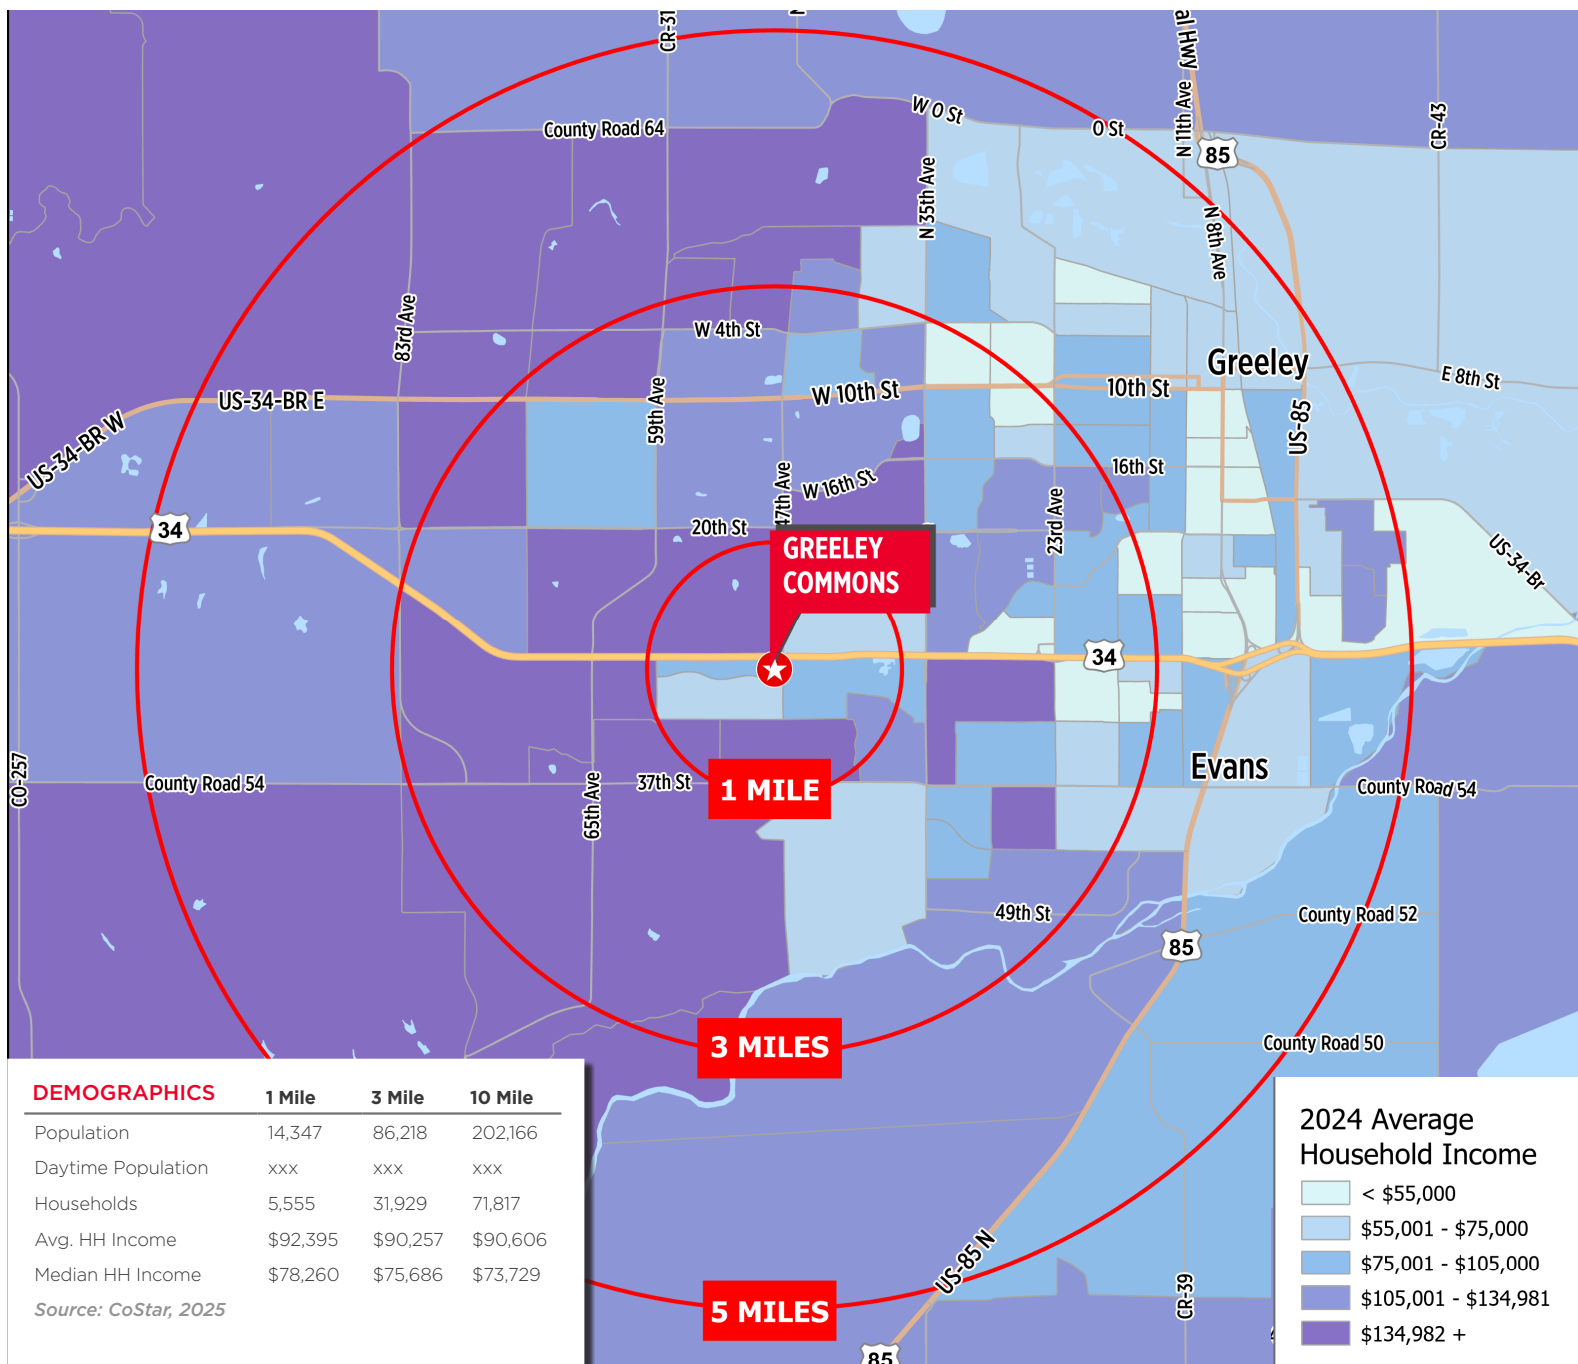 CR-31
N
al Hwy
W O St
O St
N 11th Ave
85
CR-43
County Road 64
N 35th Ave
N 8th Ave
83rd Ave
W 4th St
Greeley
E 8th St
US-34-BR E
W 10th St
10th St
59th Ave
US-85
US-34-BR W
47th Ave
W 16th St
16th St
34
20th St
23rd Ave
US-34-Br
GREELEY
COMMONS
34
CO-257
County Road 54
65th Ave
37th St
1 MILE
Evans
County Road 54
49th St
County Road 52
85
3 MILES
County Road 50
US-85 N
CR-39
5 MILES
85
DEMOGRAPHICS 1 Mile 3 Mile 10 Mile
Population 14,347 86,218 202,166
Daytime Population xxx xxx xxx
Households 5,555 31,929 71,817
Avg. HH Income $92,395 $90,257 $90,606
Median HH Income $78,260 $75,686 $73,729
Source: CoStar, 2025
2024 Average
Household Income
< $55,000
$55,001 - $75,000
$75,001 - $105,000
$105,001 - $134,981
$134,982 +